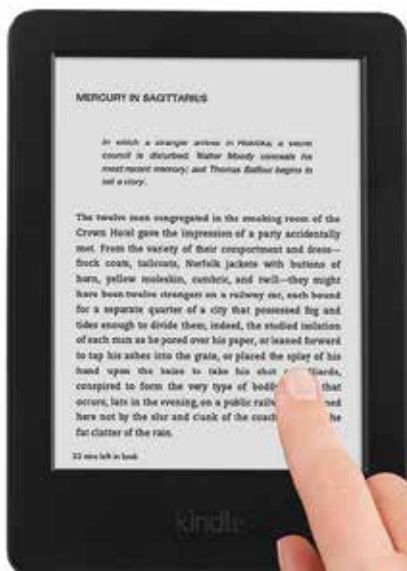 MERCURY IN SAGITTARIUS
In which a stranger arrives in Hokitika; a secret
council is disturbed; Walter Moody conceals his
most recent memory; and Thomas Balfour begins to
tell a story.
The twelve men congregated in the smoking room of the
Crown Hotel gave the impression of a party accidentally
met. From the variety of their comportment and dress—
frock coats, tailcoats, Norfolk jackets with buttons of
horn, yellow moleskin, cambric, and twill—they might
have been twelve strangers on a railway car, each bound
for a separate quarter of a city that possessed fog and
tides enough to divide them; indeed, the studied isolation
of each man as he pored over his paper, or leaned forward
to tap his ashes into the grate, or placed the splay of his
hand upon the baize to take his shot billiards,
conspired to form the very type of that
occurs, late in the evening, on a public
here not by the slur and clunk of the he
fat clatter of the rain.
left in book
kindle